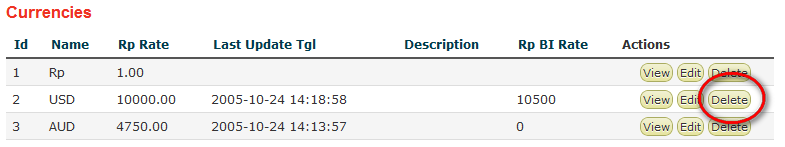 Currencies
Id Name Rp Rate Last Update Tgl Description Rp BI Rate Actions
1 Rp 1.00 View Edit Delete
2 USD 10000.00 2005-10-24 14:18:58 10500 View Edit Delete
3 AUD 4750.00 2005-10-24 14:13:57 0 View Edit Delete